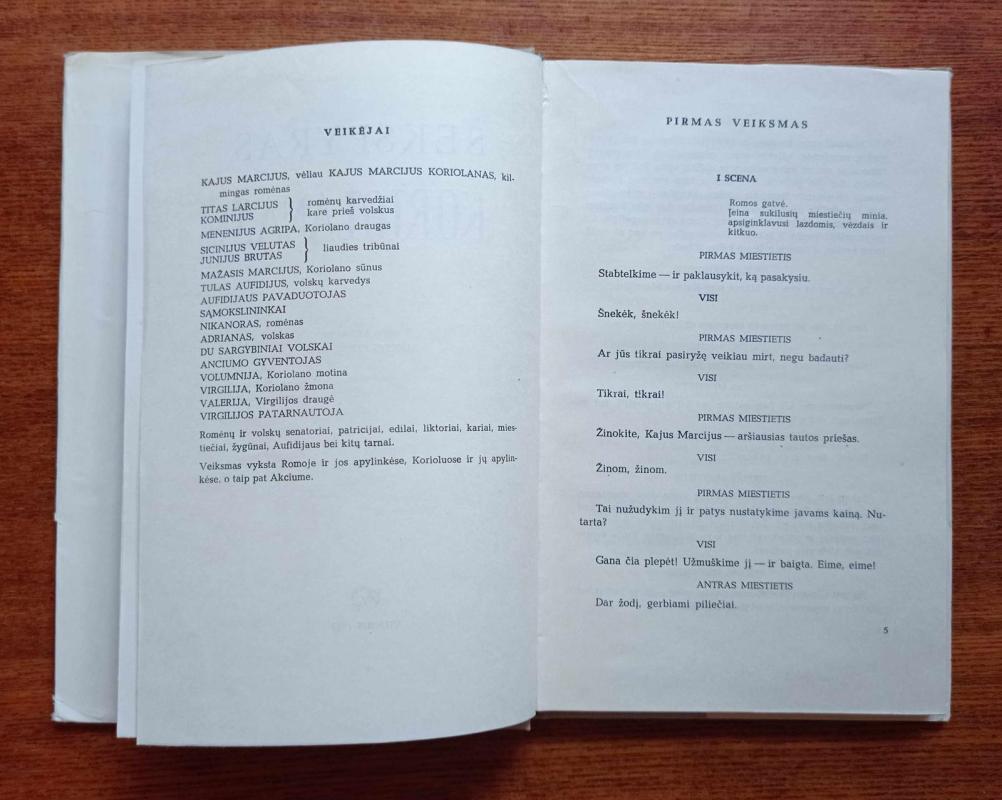 VEIKĖJAI
KAJUS MARCIJUS, vėliau KAJUS MARCIJUS KORIOLANAS, kil-
mingas romėnas
TITAS LARCIJUS
KOMINIJUS
romėnų karvedžiai
kare prieš volskus
MENENIJUS AGRIPA, Koriolano draugas
SICINIJUS VELUTAS
JUNIJUS BRUTAS
liaudies tribūnai
MAŽASIS MARCIJUS, Koriolano sūnus
TULAS AUFIDIJUS, volskų karvedys
AUFIDIJAUS PAVADUOTOJAS
SĄMOKSLININKAI
NIKANORAS, romėnas
ADRIANAS, volskas
DU SARGYBINIAI VOLSKAI
ANCIUMO GYVENTOJAS
VOLUMNIJA, Koriolano motina
VIRGILIJA, Koriolano žmona
VALERIJA, Virgilijos draugė
VIRGILIJOS PATARNAUTOJA
Romėnų ir volskų senatoriai, patricijai, edilai, liktoriai, kariai, mies-
tiečiai, žygūnai, Aufidijaus bei kitų tarnai.
Veiksmas vyksta Romoje ir jos apylinkėse, Korioluose ir jų apylin-
kėse, o taip pat Akciume.
PIRMAS VEIKSMAS
I SCENA
Romos gatvė.
Įeina sukilusių miestiečių minia,
apsiginklavusi lazdomis, vėzdais ir
kitkuo.
PIRMAS MIESTIETIS
Stabtelkime — ir paklausykit, ką pasakysiu.
VISI
Šnekėk, šnekėk!
PIRMAS MIESTIETIS
Ar jūs tikrai pasiryžę veikiau mirt, negu badauti?
VISI
Tikrai, tikrai!
PIRMAS MIESTIETIS
Žinokite, Kajus Marcijus — aršiausias tautos priešas.
VISI
Žinom, žinom.
PIRMAS MIESTIETIS
Tai nužudykim jį ir patys nustatykime javams kainą. Nu-
tarta?
VISI
Gana čia plepėt! Užmuškime jį — ir baigta. Eime, eime!
ANTRAS MIESTIETIS
Dar žodį, gerbiami piliečiai.
5